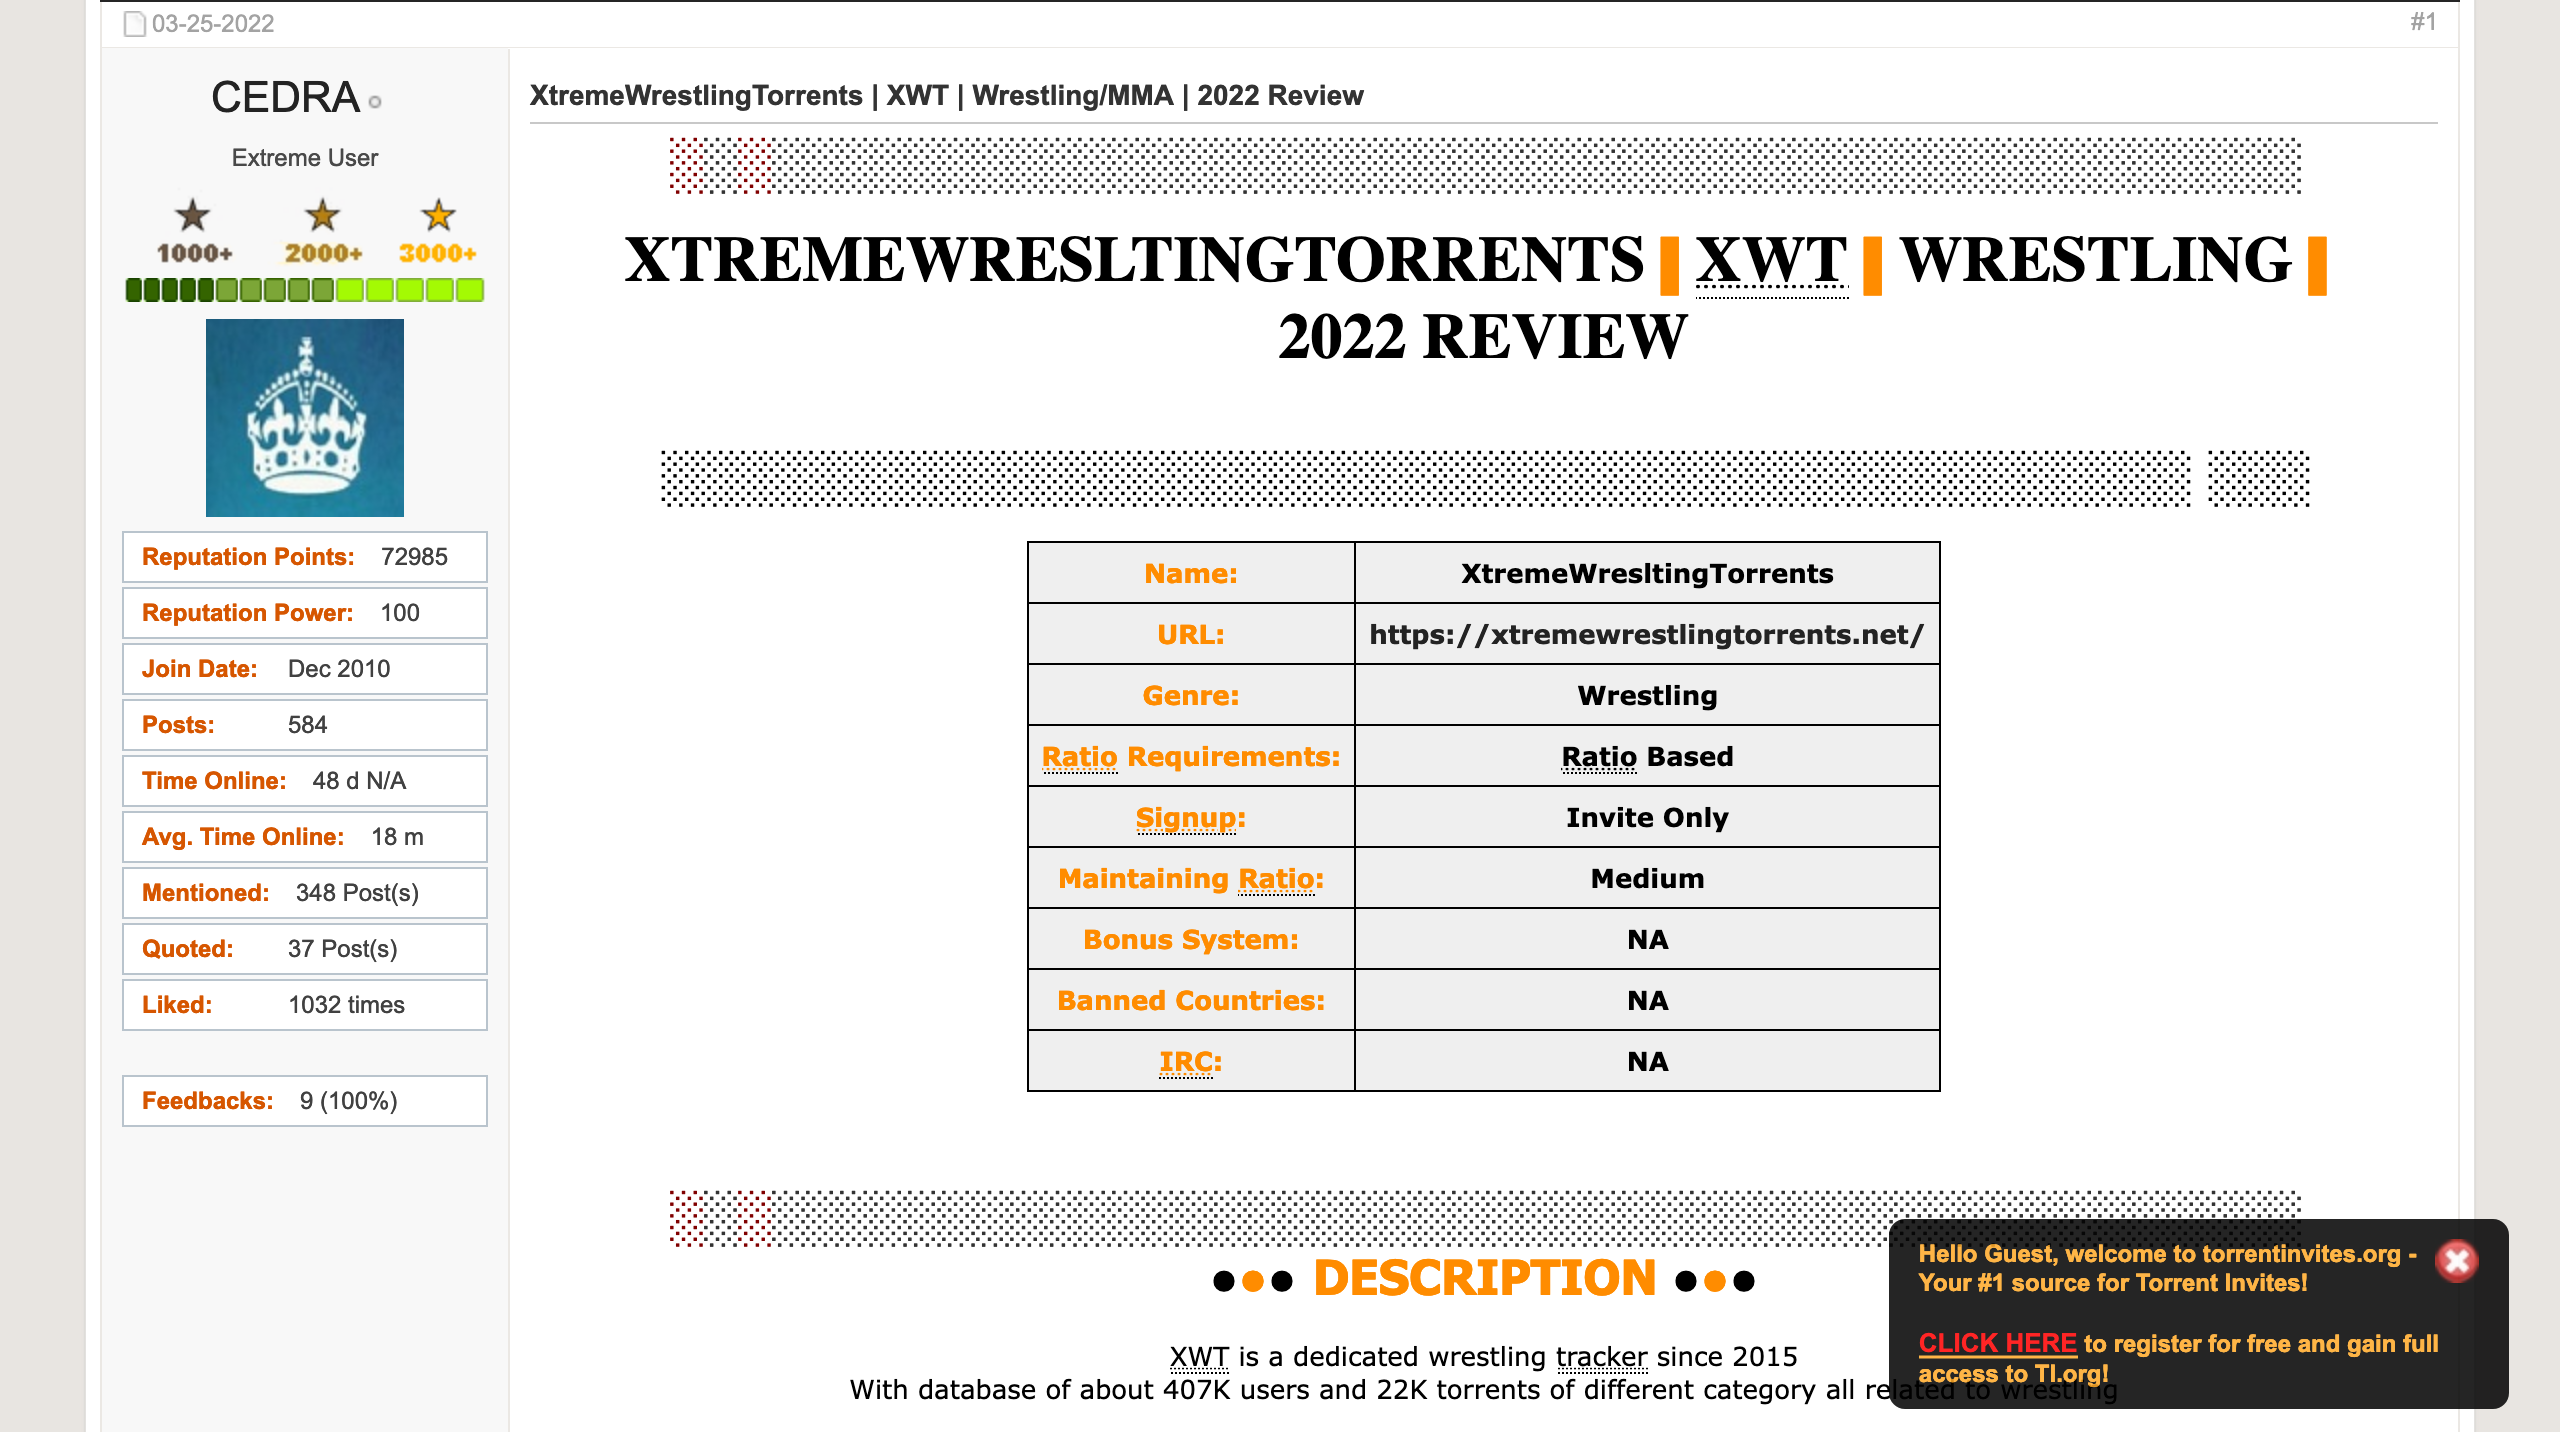 03-25-2022
#1
CEDRA
Extreme User
1000+ 2000+ 3000+
Reputation Points: 72985
Reputation Power: 100
Join Date: Dec 2010
Posts: 584
Time Online: 48 d N/A
Avg. Time Online: 18 m
Mentioned: 348 Post(s)
Quoted: 37 Post(s)
Liked: 1032 times
Feedbacks: 9 (100%)
XtremeWrestlingTorrents | XWT | Wrestling/MMA | 2022 Review
XTREMEWRESLTINGTORRENTS | XWT | WRESTLING |
2022 REVIEW
Name: XtremeWresltingTorrents
URL: https://xtremewrestlingtorrents.net/
Genre: Wrestling
Ratio Requirements: Ratio Based
Signup: Invite Only
Maintaining Ratio: Medium
Bonus System: NA
Banned Countries: NA
IRC: NA
●●● DESCRIPTION ●●●
XWT is a dedicated wrestling tracker since 2015
With database of about 407K users and 22K torrents of different category all related to wrestling
Hello Guest, welcome to torrentinvites.org -
Your #1 source for Torrent Invites!
CLICK HERE to register for free and gain full
access to TI.org!